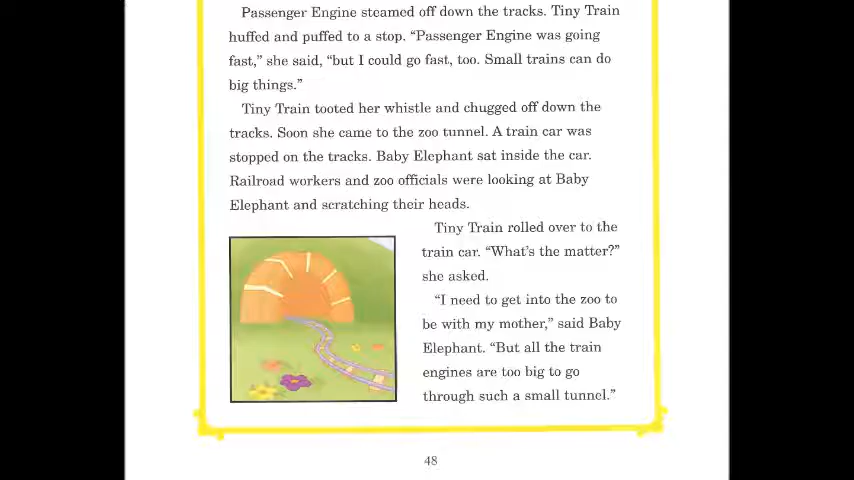 Passenger Engine steamed off down the tracks. Tiny Train
huffed and puffed to a stop. “Passenger Engine was going
fast,” she said, “but I could go fast, too. Small trains can do
big things.”
Tiny Train tooted her whistle and chugged off down the
tracks. Soon she came to the zoo tunnel. A train car was
stopped on the tracks. Baby Elephant sat inside the car.
Railroad workers and zoo officials were looking at Baby
Elephant and scratching their heads.
Tiny Train rolled over to the
train car. “What’s the matter?”
she asked.
“I need to get into the zoo to
be with my mother,” said Baby
Elephant. “But all the train
engines are too big to go
through such a small tunnel.”
48